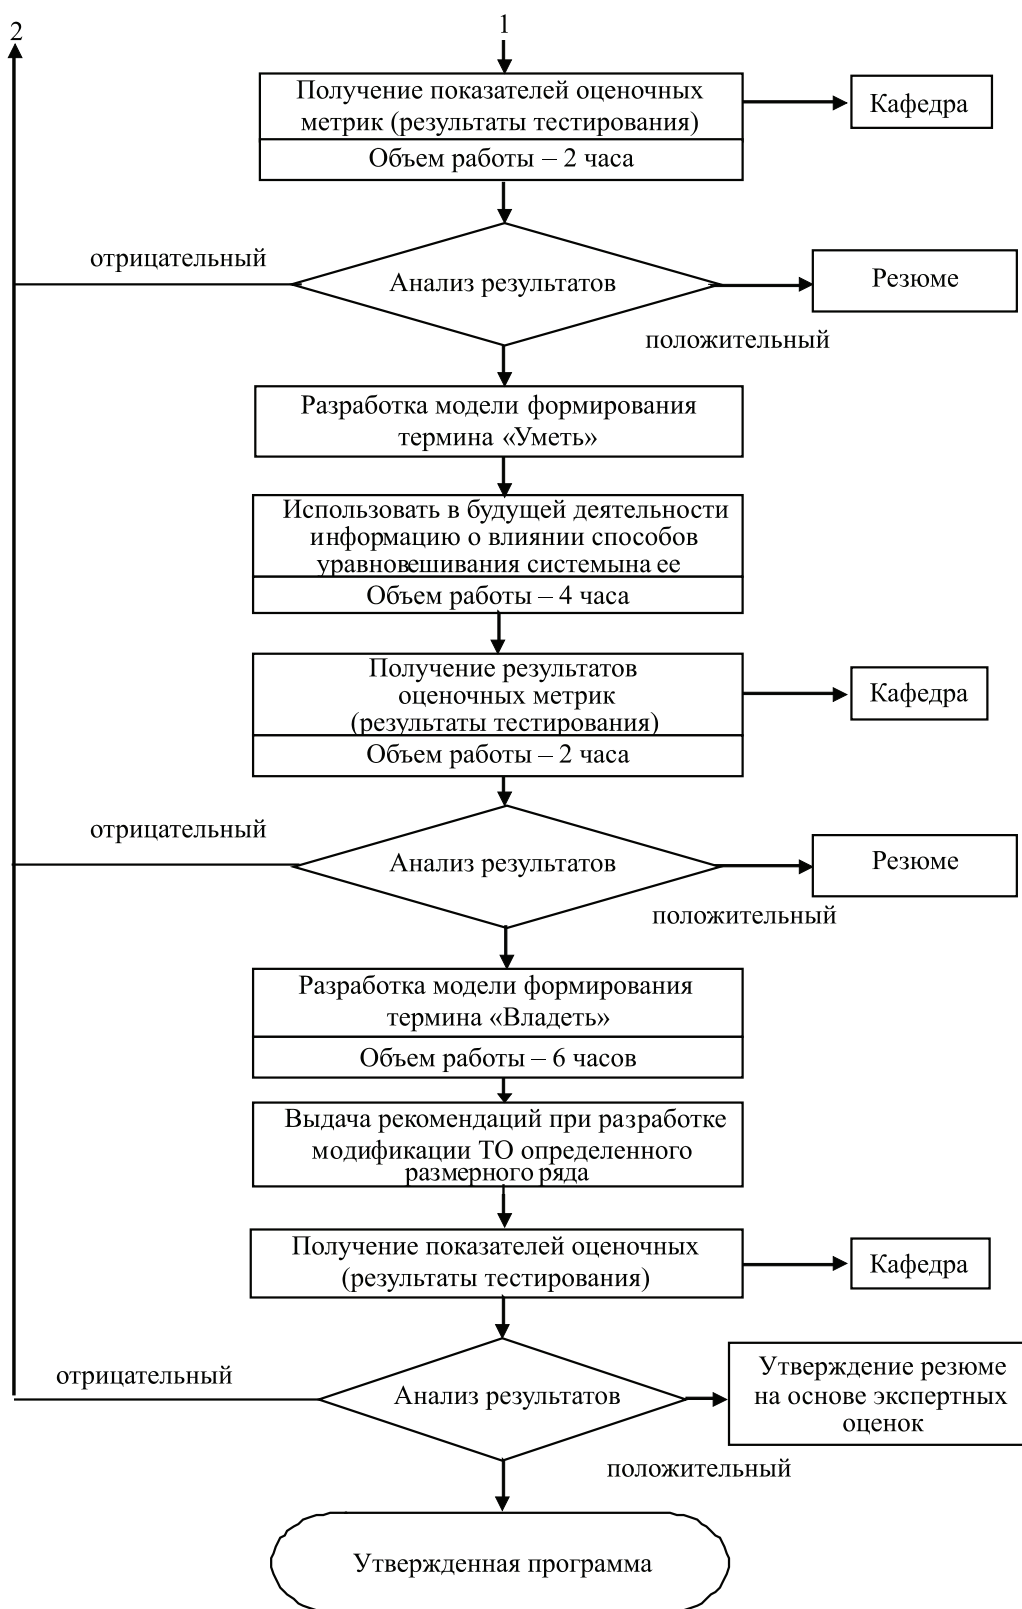 2
1
Получение показателей оценочных
метрик (результаты тестирования)
Объем работы – 2 часа
Кафедра
отрицательный
Анализ результатов
Резюме
положительный
Разработка модели формирования
термина «Уметь»
Использовать в будущей деятельности
информацию о влиянии способов
уравновешивания системына ее
Объем работы – 4 часа
Получение результатов
оценочных метрик
(результаты тестирования)
Объем работы – 2 часа
Кафедра
отрицательный
Анализ результатов
Резюме
положительный
Разработка модели формирования
термина «Владеть»
Объем работы – 6 часов
Выдача рекомендаций при разработке
модификации ТО определенного
размерного ряда
Получение показателей оценочных
(результаты тестирования)
Кафедра
отрицательный
Анализ результатов
Утверждение резюме
на основе экспертных
оценок
положительный
Утвержденная программа